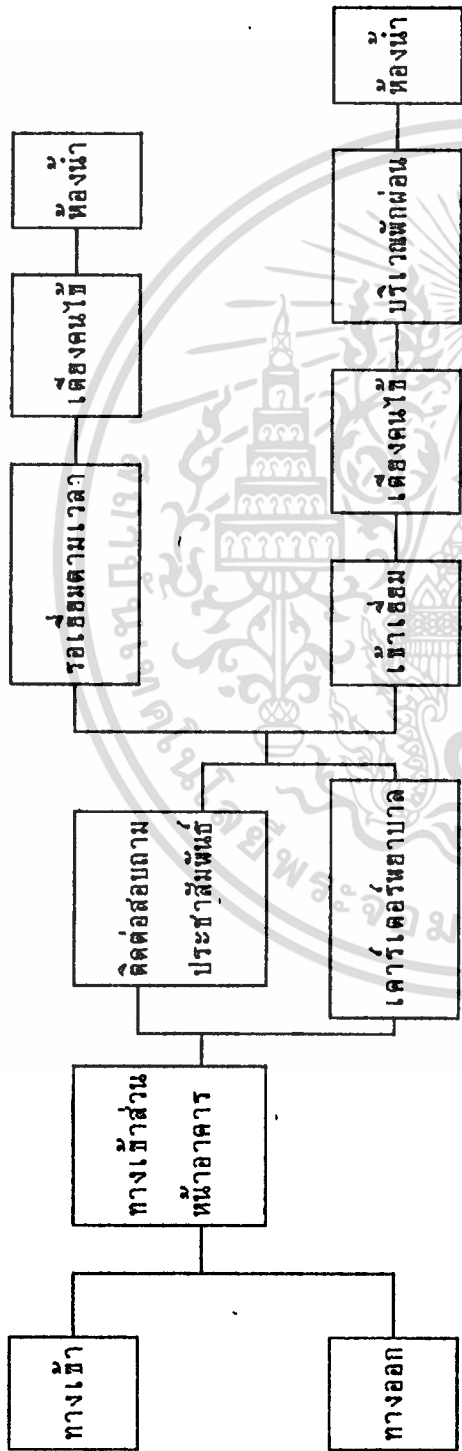 ทางเข้า
ทางออก
ทางเข้าส่วน
หน้าอาคาร
ติดต่อสอบถาม
ประชาสัมพันธ์
เคาร์เตอร์พยาบาล
รอเยี่ยมตามเวลา
เตียงคนไข้
ห้องน้ำ
เข้าเยี่ยม
เตียงคนไข้
บริเวณพักผ่อน
ห้องน้ำ